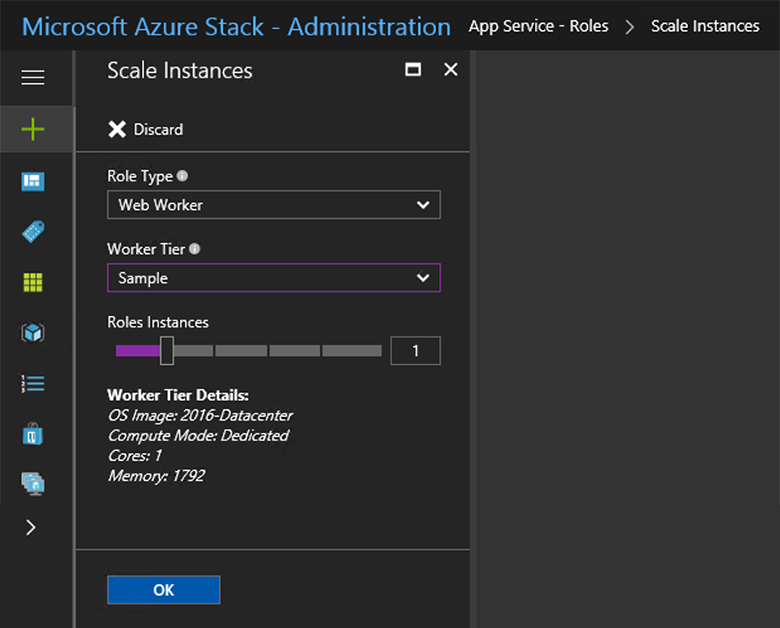 Microsoft Azure Stack - Administration App Service - Roles > Scale Instances
Scale Instances
Discard
Role Type
Web Worker
Worker Tier
Sample
Roles Instances
1
Worker Tier Details:
OS Image: 2016-Datacenter
Compute Mode: Dedicated
Cores: 1
Memory: 1792
OK